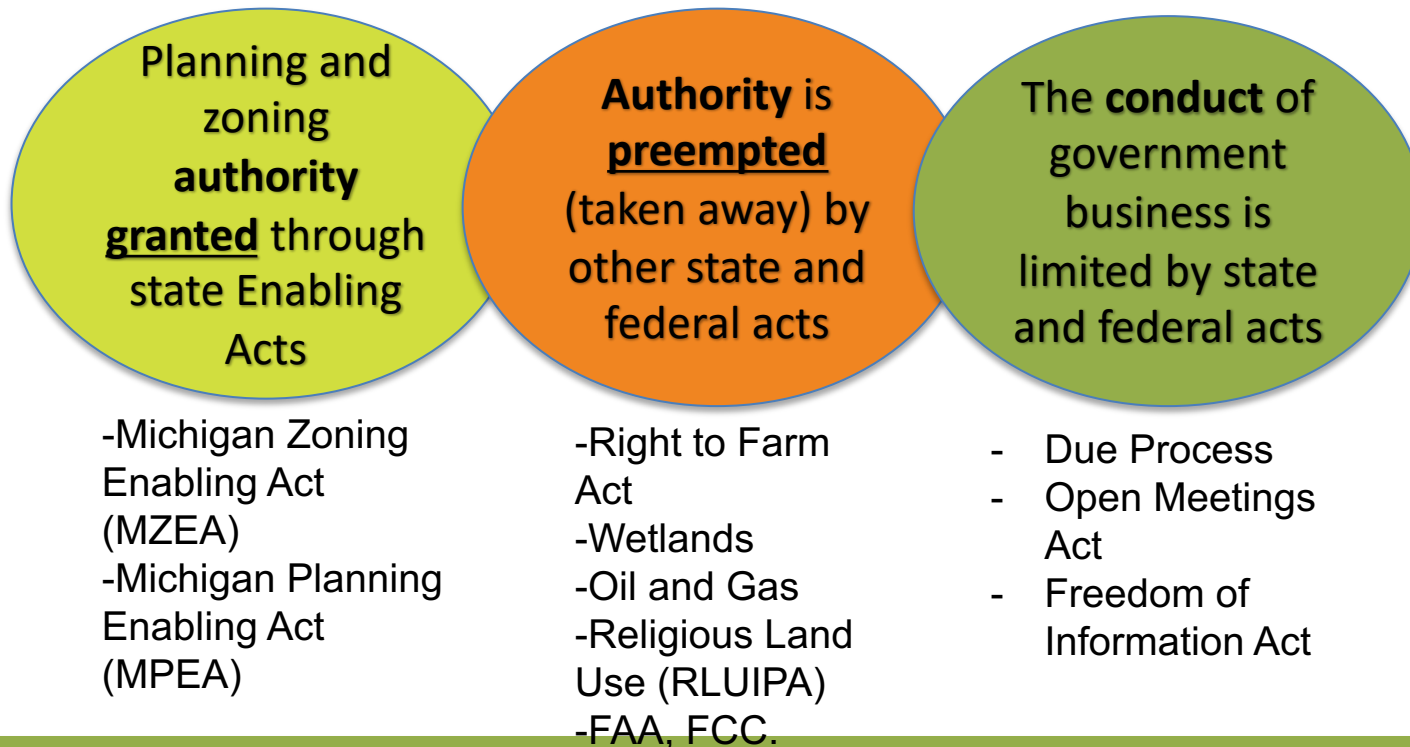 Planning and
zoning
authority
granted through
state Enabling
Acts
-Michigan Zoning
Enabling Act
(MZEA)
-Michigan Planning
Enabling Act
(MPEA)
Authority is
preempted
(taken away) by
other state and
federal acts
-Right to Farm
Act
-Wetlands
-Oil and Gas
-Religious Land
Use (RLUIPA)
-FAA, FCC.
The conduct of
government
business is
limited by state
and federal acts
- Due Process
- Open Meetings
Act
- Freedom of
Information Act